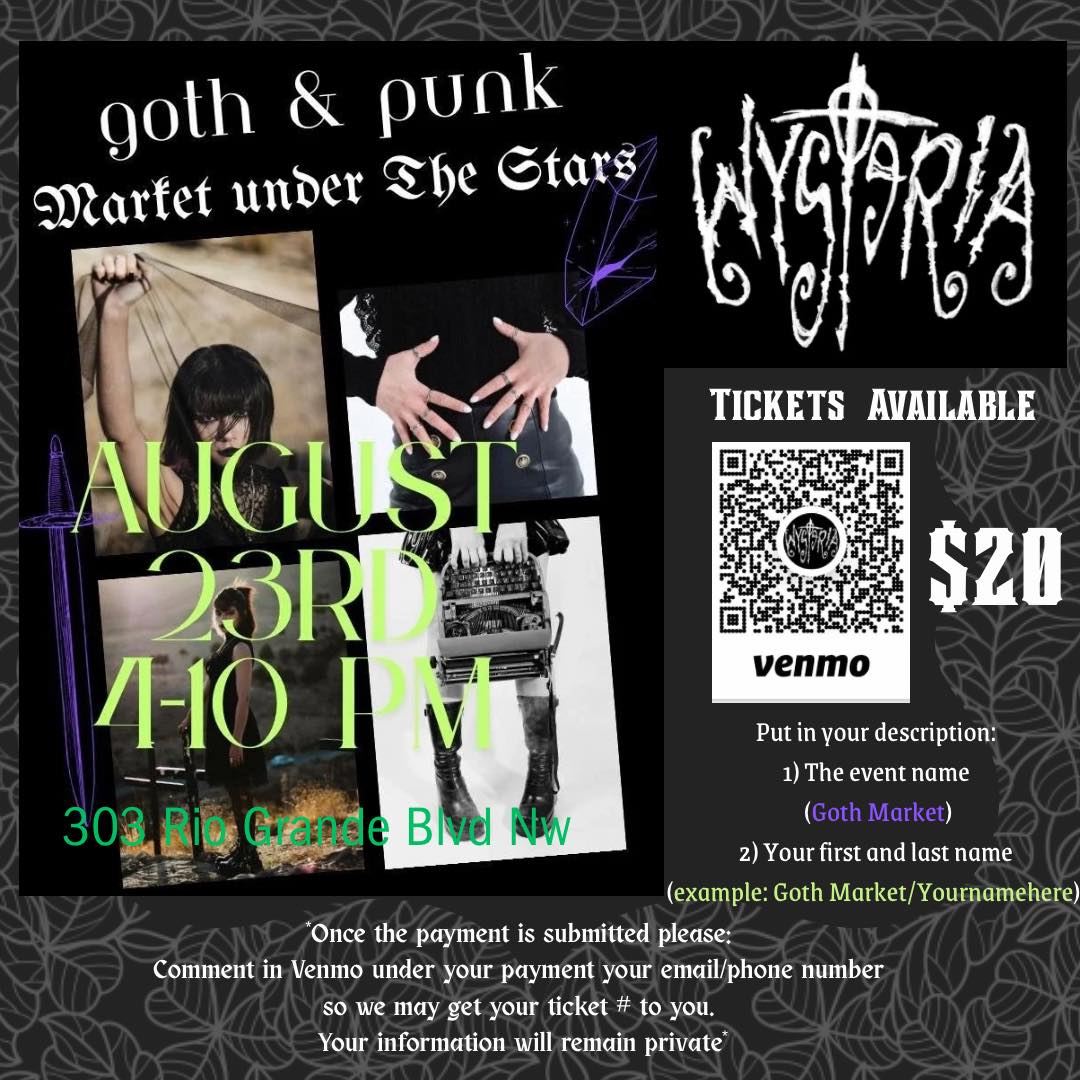 goth & punk
Market under The Stars
AUGUST
23RD
4-10 PM
303 Rio Grande Blvd Nw
WYSTERIA
Tickets Available
WYSTERIA
$20
venmo
Put in your description:
1) The event name
(Goth Market)
2) Your first and last name
(example: Goth Market/Yournamehere)
*Once the payment is submitted please:
Comment in Venmo under your payment your email/phone number
so we may get your ticket # to you.
Your information will remain private*